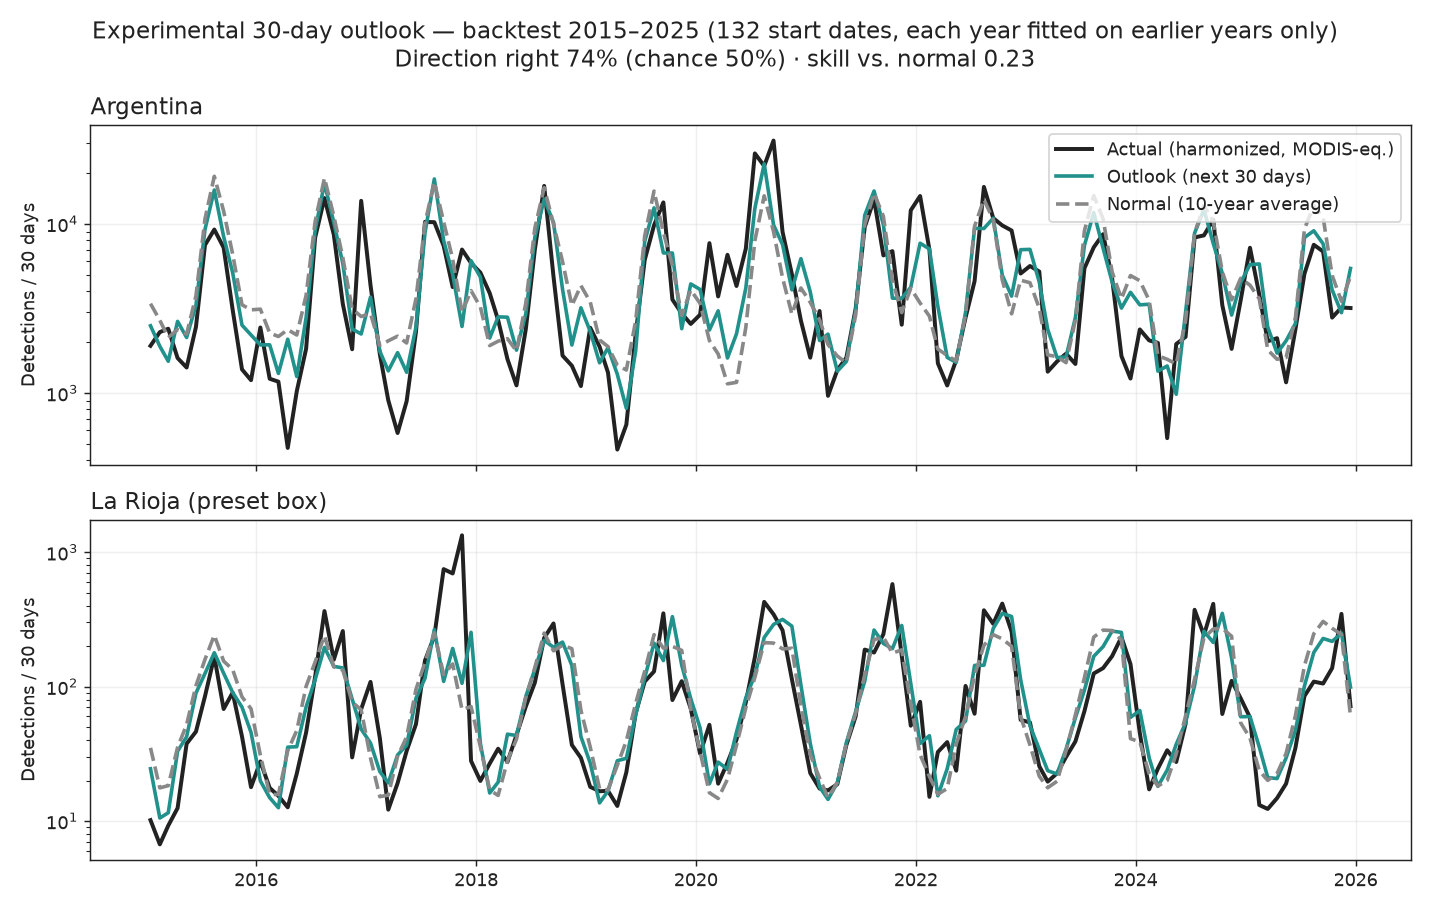 Experimental 30-day outlook — backtest 2015–2025 (132 start dates, each year fitted on earlier years only)
Direction right 74% (chance 50%) · skill vs. normal 0.23
Argentina
Actual (harmonized, MODIS-eq.)
Outlook (next 30 days)
Normal (10-year average)
Detections / 30 days
10⁴
10³
La Rioja (preset box)
Detections / 30 days
10³
10²
10¹
2016 2018 2020 2022 2024 2026